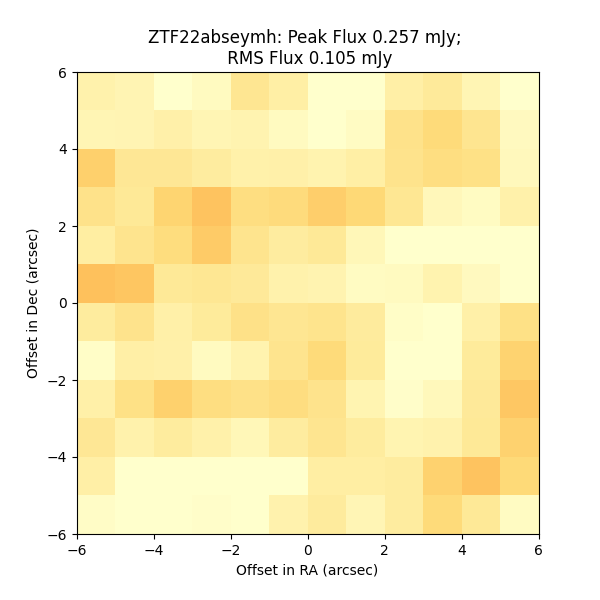 ZTF22abseymh: Peak Flux 0.257 mJy;
RMS Flux 0.105 mJy
6
4
2
0
−2
−4
−6
Offset in Dec (arcsec)
−6 −4 −2 0 2 4 6
Offset in RA (arcsec)